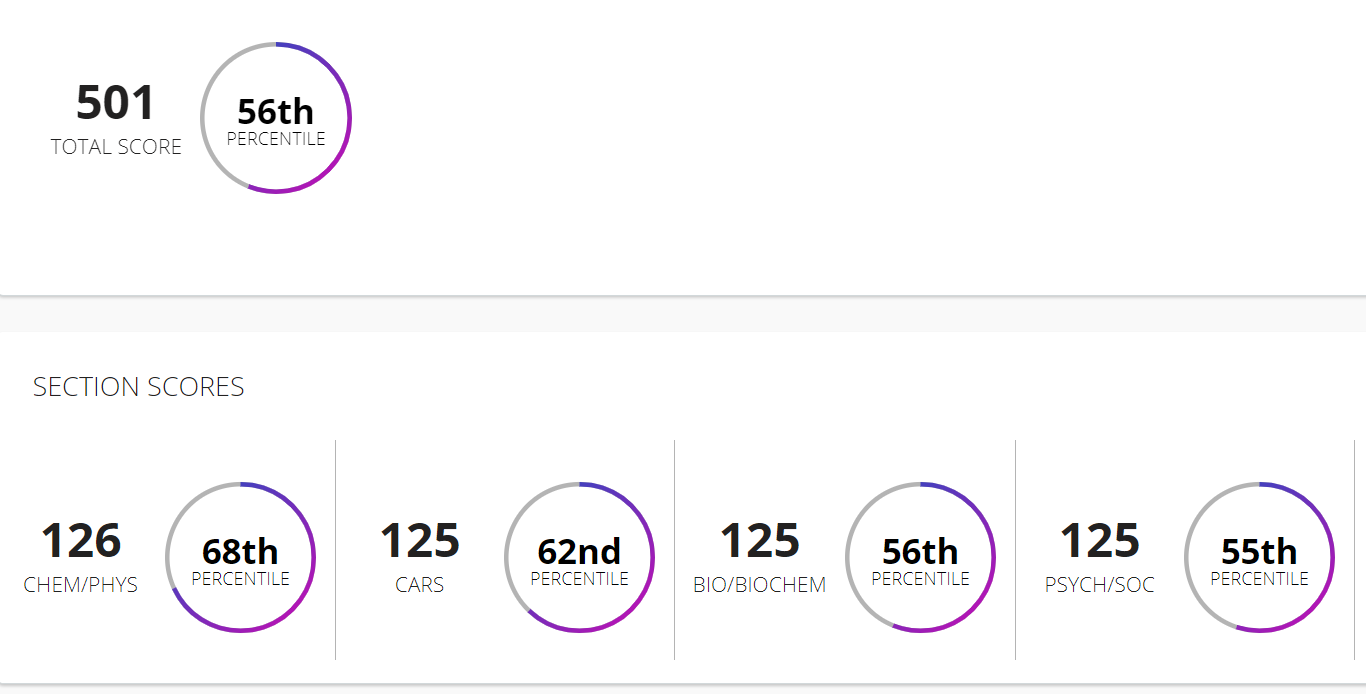 501
TOTAL SCORE
56th
PERCENTILE
SECTION SCORES
126
CHEM/PHYS
68th
PERCENTILE
125
CARS
62nd
PERCENTILE
125
BIO/BIOCHEM
56th
PERCENTILE
125
PSYCH/SOC
55th
PERCENTILE